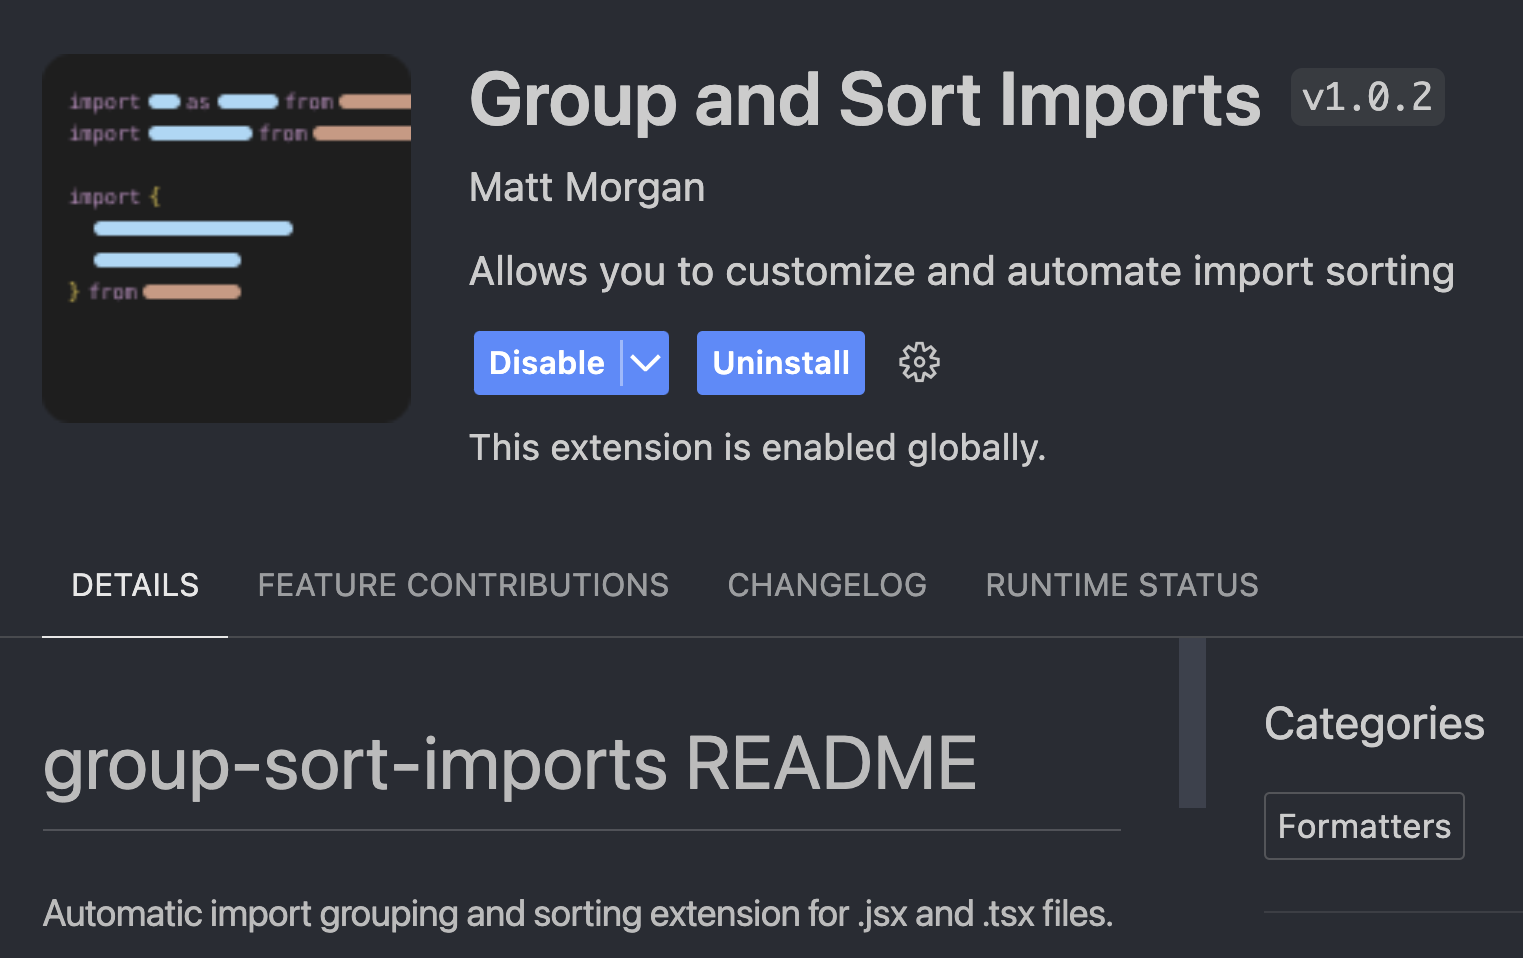 import as from
import from
import {
} from
Group and Sort Imports v1.0.2
Matt Morgan
Allows you to customize and automate import sorting
Disable Uninstall
This extension is enabled globally.
DETAILS FEATURE CONTRIBUTIONS CHANGELOG RUNTIME STATUS
group-sort-imports README
Automatic import grouping and sorting extension for .jsx and .tsx files.
Categories
Formatters